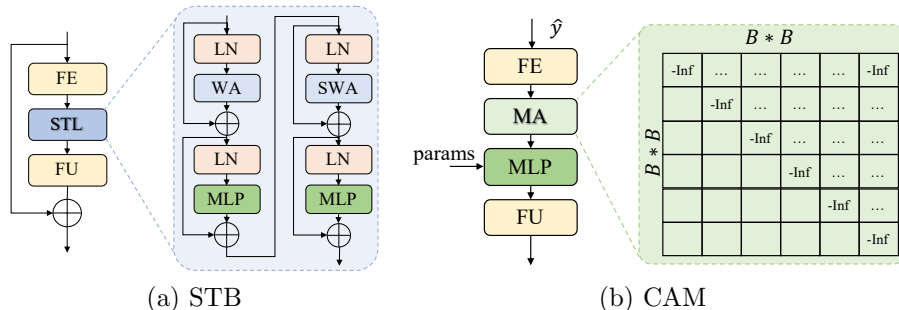 FE
STL
FU
LN
WA
LN
MLP
LN
SWA
LN
MLP
(a) STB
ŷ
FE
MA
params
MLP
FU
B * B
B * B
-Inf … … … … -Inf
-Inf … … … …
-Inf … … …
-Inf … …
-Inf …
-Inf
(b) CAM